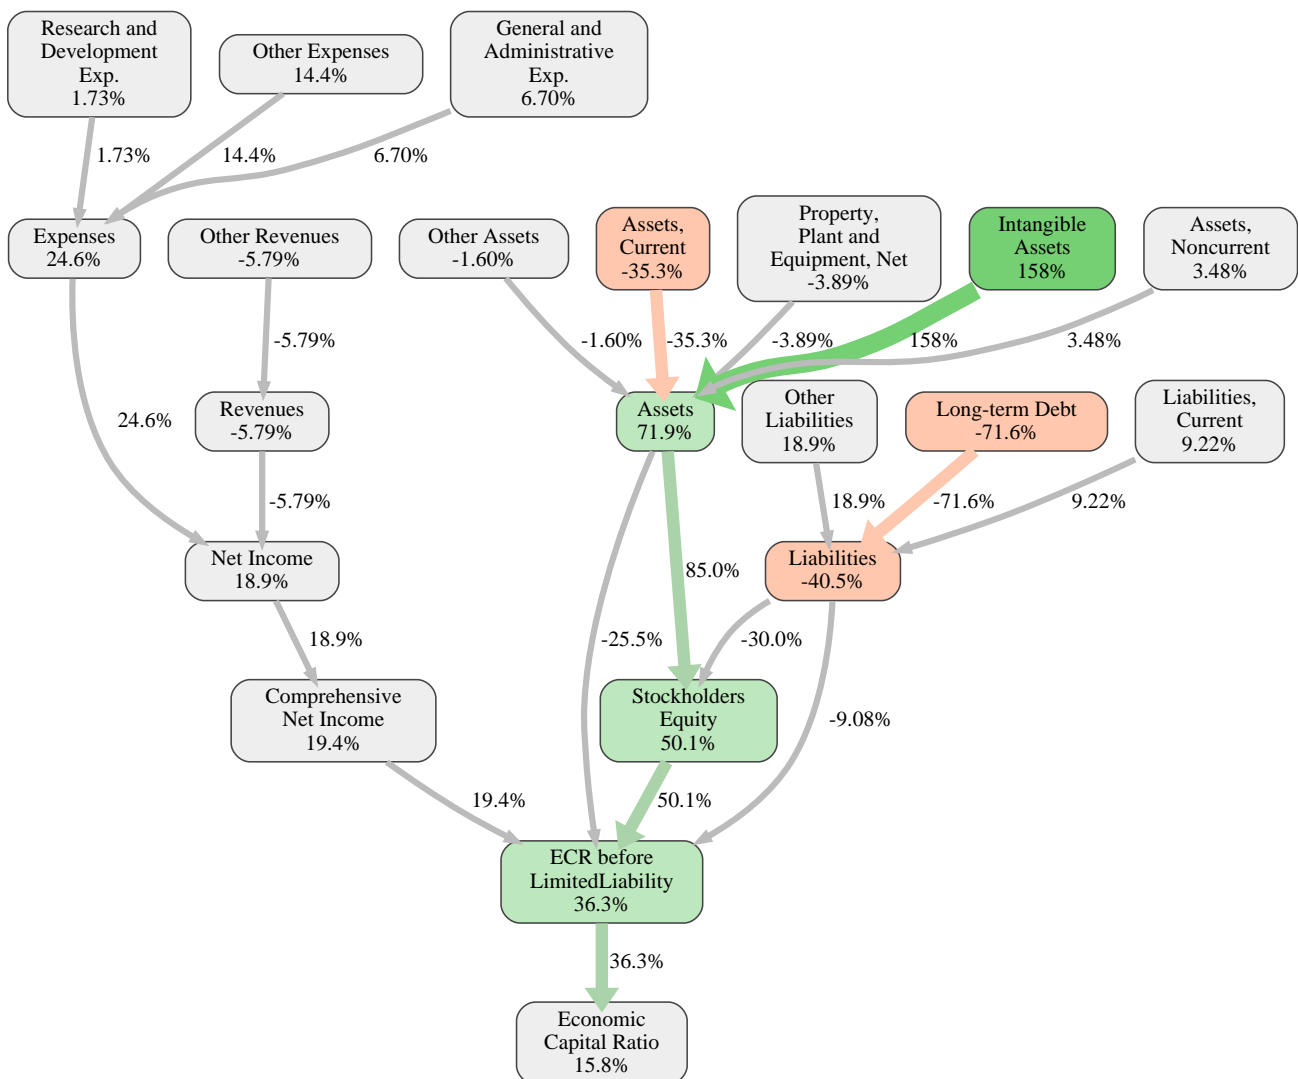 Research and
Development
Exp.
1.73%
Other Expenses
14.4%
General and
Administrative
Exp.
6.70%
1.73%
14.4%
6.70%
Expenses
24.6%
Other Revenues
-5.79%
Other Assets
-1.60%
Assets,
Current
-35.3%
Property,
Plant and
Equipment, Net
-3.89%
Intangible
Assets
158%
Assets,
Noncurrent
3.48%
-5.79%
-1.60%
-35.3%
-3.89%
158%
3.48%
24.6%
Revenues
-5.79%
Assets
71.9%
Other
Liabilities
18.9%
Long-term Debt
-71.6%
Liabilities,
Current
9.22%
-5.79%
18.9%
-71.6%
9.22%
Net Income
18.9%
85.0%
Liabilities
-40.5%
18.9%
-25.5%
-30.0%
Comprehensive
Net Income
19.4%
Stockholders
Equity
50.1%
-9.08%
19.4%
50.1%
ECR before
LimitedLiability
36.3%
36.3%
Economic
Capital Ratio
15.8%